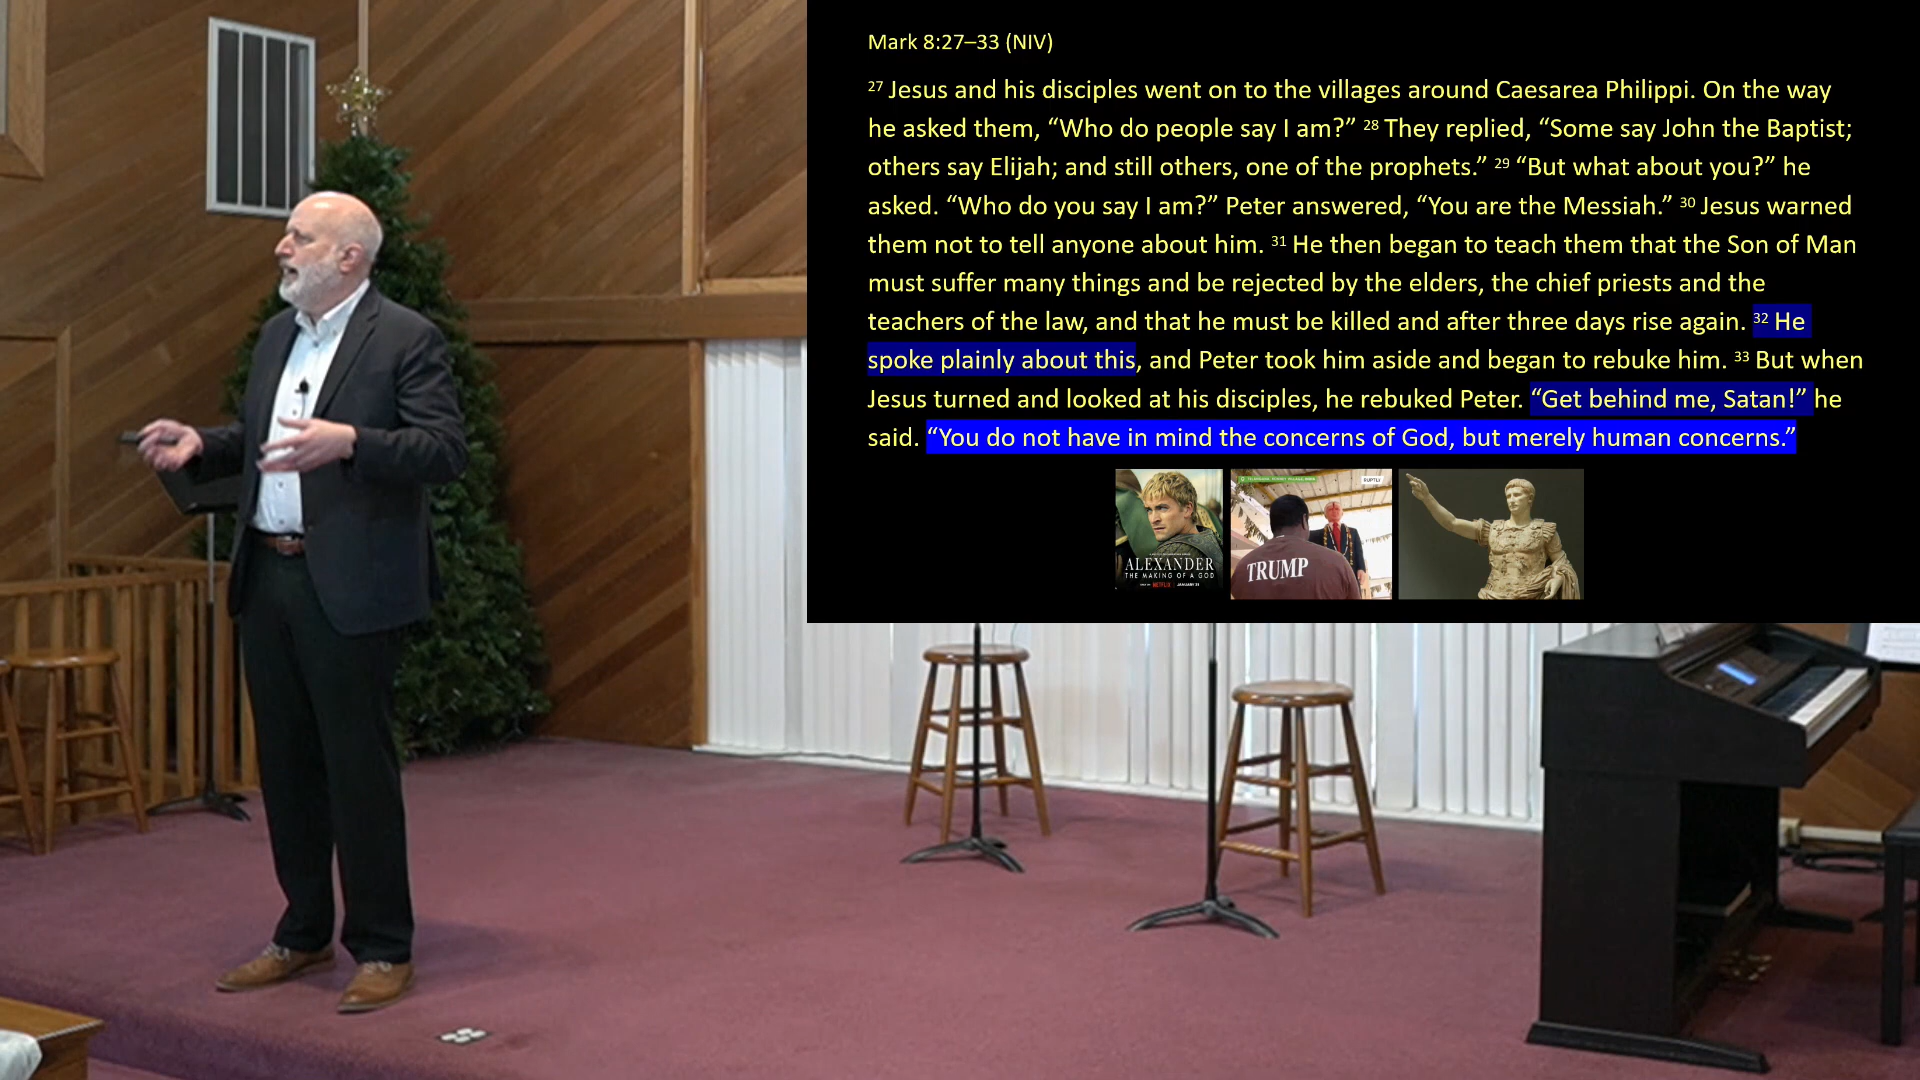 Mark 8:27–33 (NIV)
27 Jesus and his disciples went on to the villages around Caesarea Philippi. On the way
he asked them, “Who do people say I am?” 28 They replied, “Some say John the Baptist;
others say Elijah; and still others, one of the prophets.” 29 “But what about you?” he
asked. “Who do you say I am?” Peter answered, “You are the Messiah.” 30 Jesus warned
them not to tell anyone about him. 31 He then began to teach them that the Son of Man
must suffer many things and be rejected by the elders, the chief priests and the
teachers of the law, and that he must be killed and after three days rise again. 32 He
spoke plainly about this, and Peter took him aside and began to rebuke him. 33 But when
Jesus turned and looked at his disciples, he rebuked Peter. “Get behind me, Satan!” he
said. “You do not have in mind the concerns of God, but merely human concerns.”
ALEXANDER
THE MAKING OF A GOD
NETFLIX
RUPTLY
TRUMP